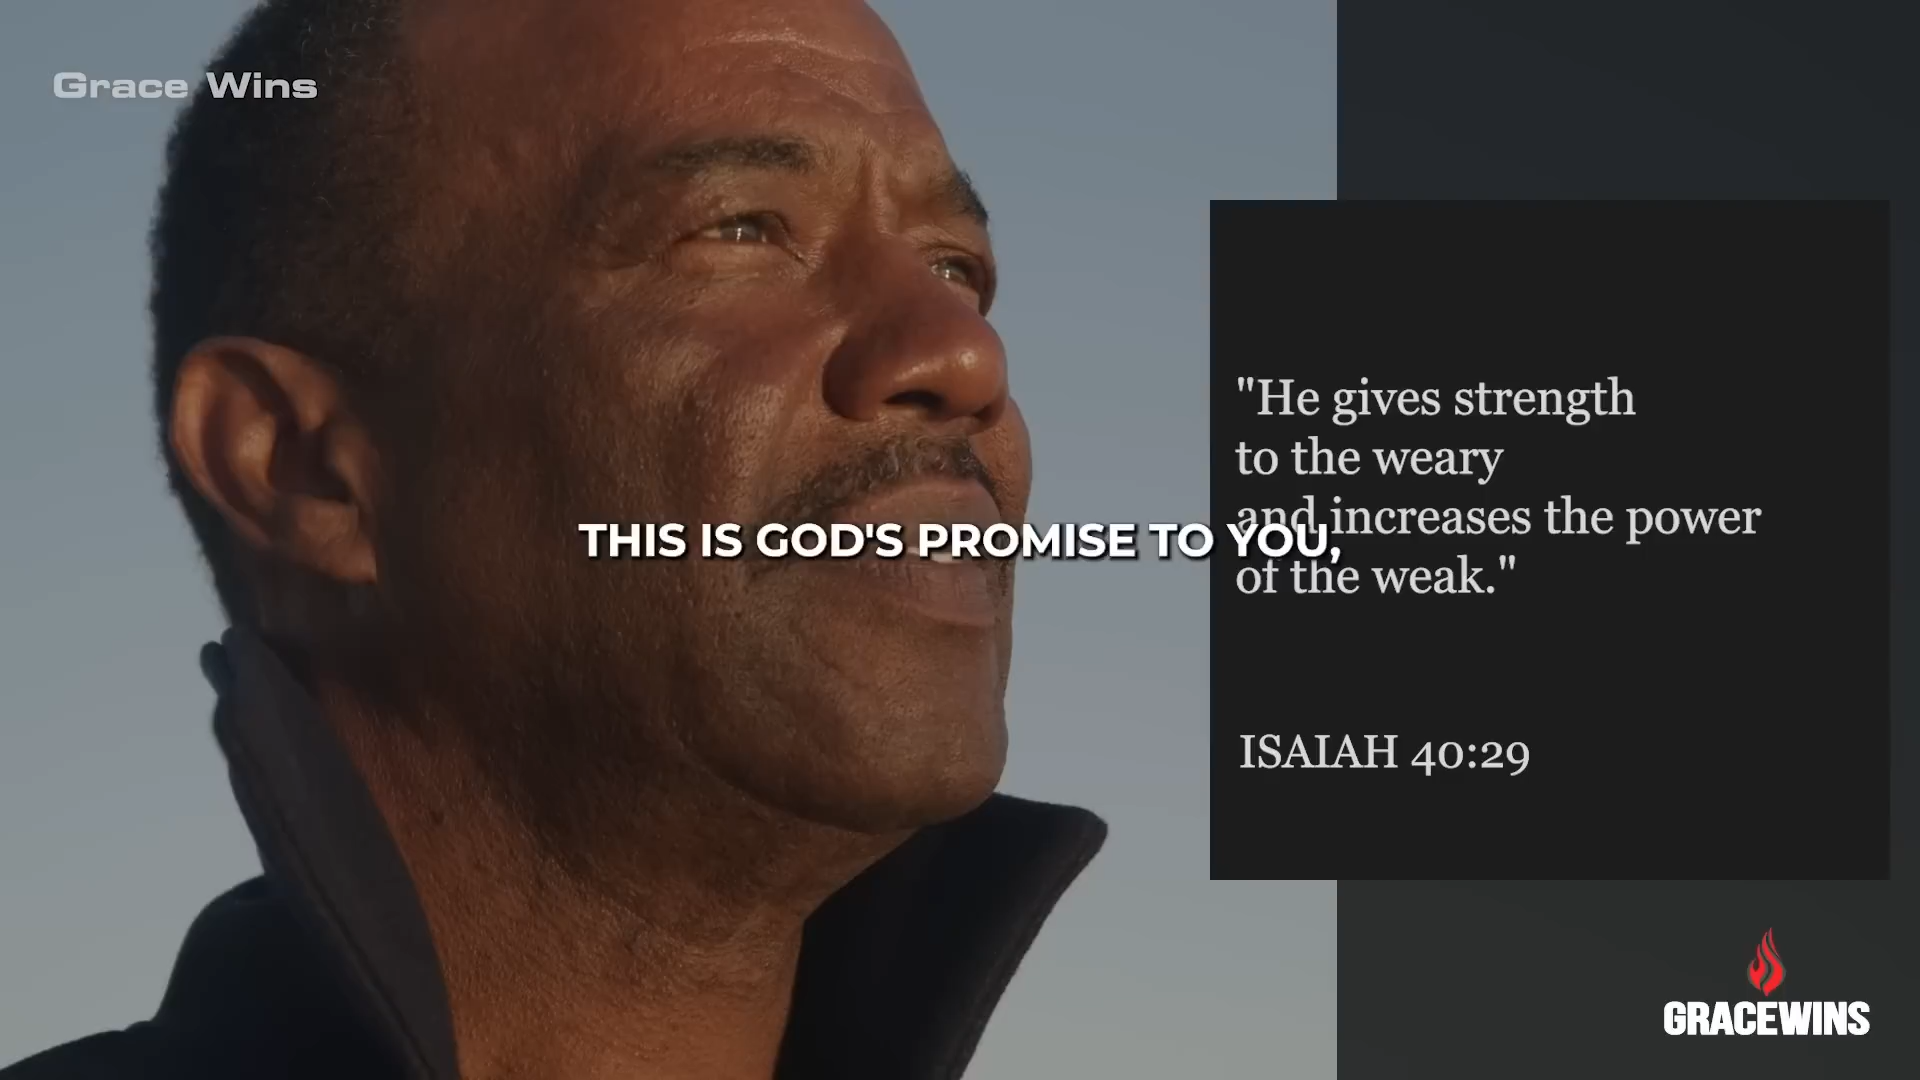 Grace Wins
"He gives strength
to the weary
and increases the power
of the weak."
THIS IS GOD'S PROMISE TO YOU,
ISAIAH 40:29
GRACEWINS